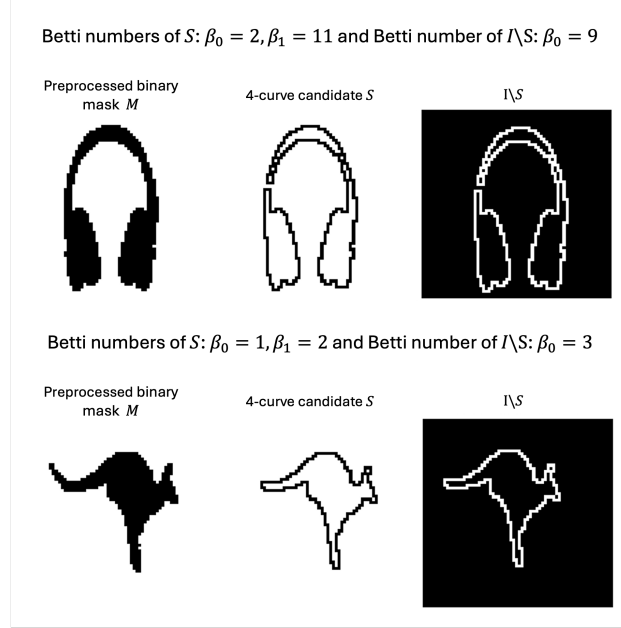 Betti numbers of S: β₀ = 2, β₁ = 11 and Betti number of I\S: β₀ = 9
Preprocessed binary
mask M
4-curve candidate S
I\S
Betti numbers of S: β₀ = 1, β₁ = 2 and Betti number of I\S: β₀ = 3
Preprocessed binary
mask M
4-curve candidate S
I\S